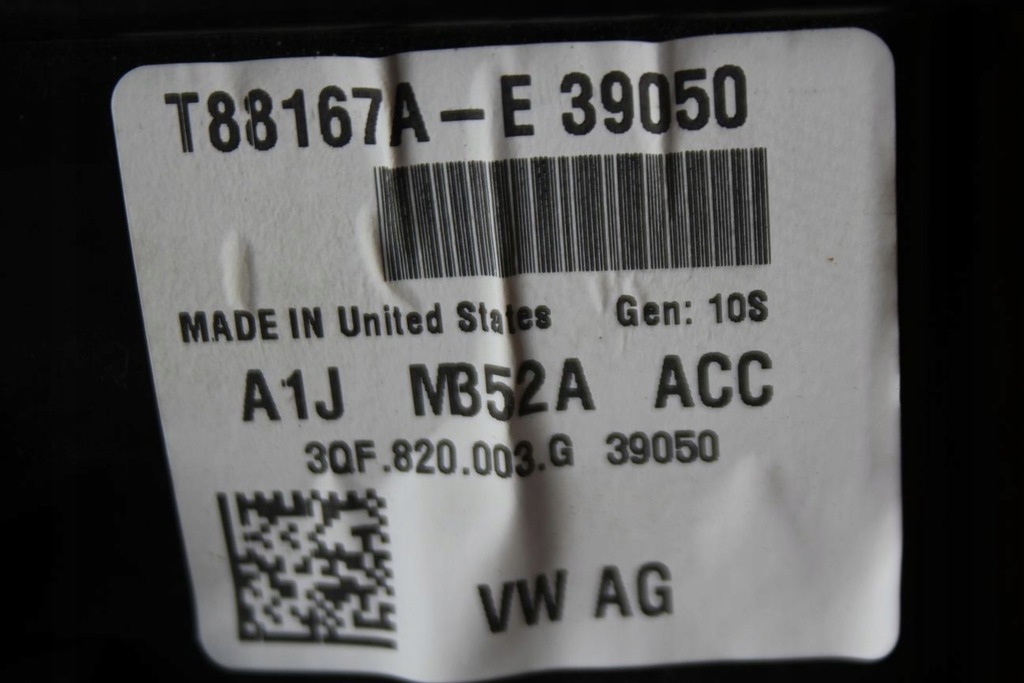 T88167A-E 39050
MADE IN United States Gen: 10S
A1J MB52A ACC
3QF.820.003.G 39050
VW AG